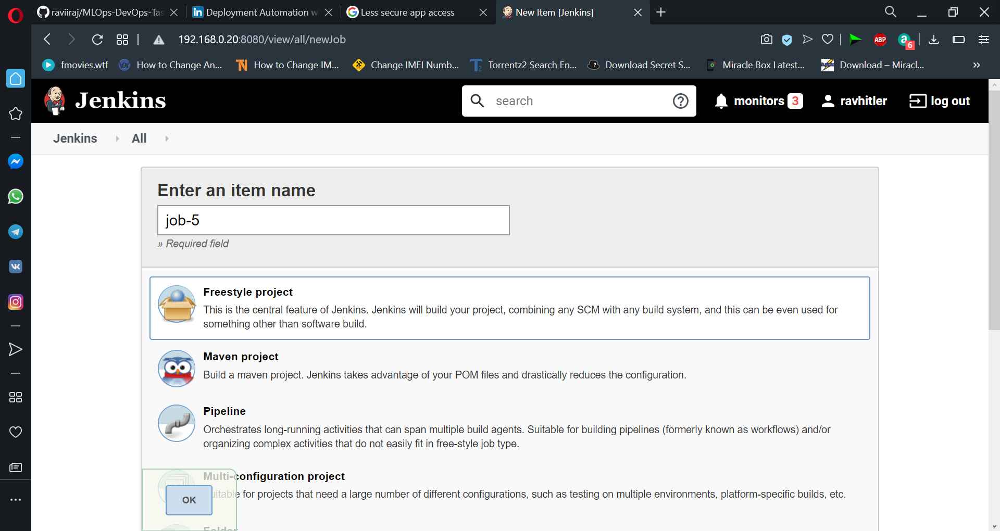 raviiraj/MLOps-DevOps-Tas
Deployment Automation w
Less secure app access
New Item [Jenkins]
192.168.0.20:8080/view/all/newJob
ABP
a
6
fmovies.wtf
How to Change An...
How to Change IM...
Change IMEI Numb...
Torrentz2 Search En...
Download Secret S...
Miracle Box Latest...
Download – Miracl...
Jenkins
search
monitors 3
ravhitler
log out
Jenkins
All
Enter an item name
job-5
» Required field
Freestyle project
This is the central feature of Jenkins. Jenkins will build your project, combining any SCM with any build system, and this can be even used for
something other than software build.
Maven project
Build a maven project. Jenkins takes advantage of your POM files and drastically reduces the configuration.
Pipeline
Orchestrates long-running activities that can span multiple build agents. Suitable for building pipelines (formerly known as workflows) and/or
organizing complex activities that do not easily fit in free-style job type.
Multi-configuration project
uitable for projects that need a large number of different configurations, such as testing on multiple environments, platform-specific builds, etc.
OK
Folder